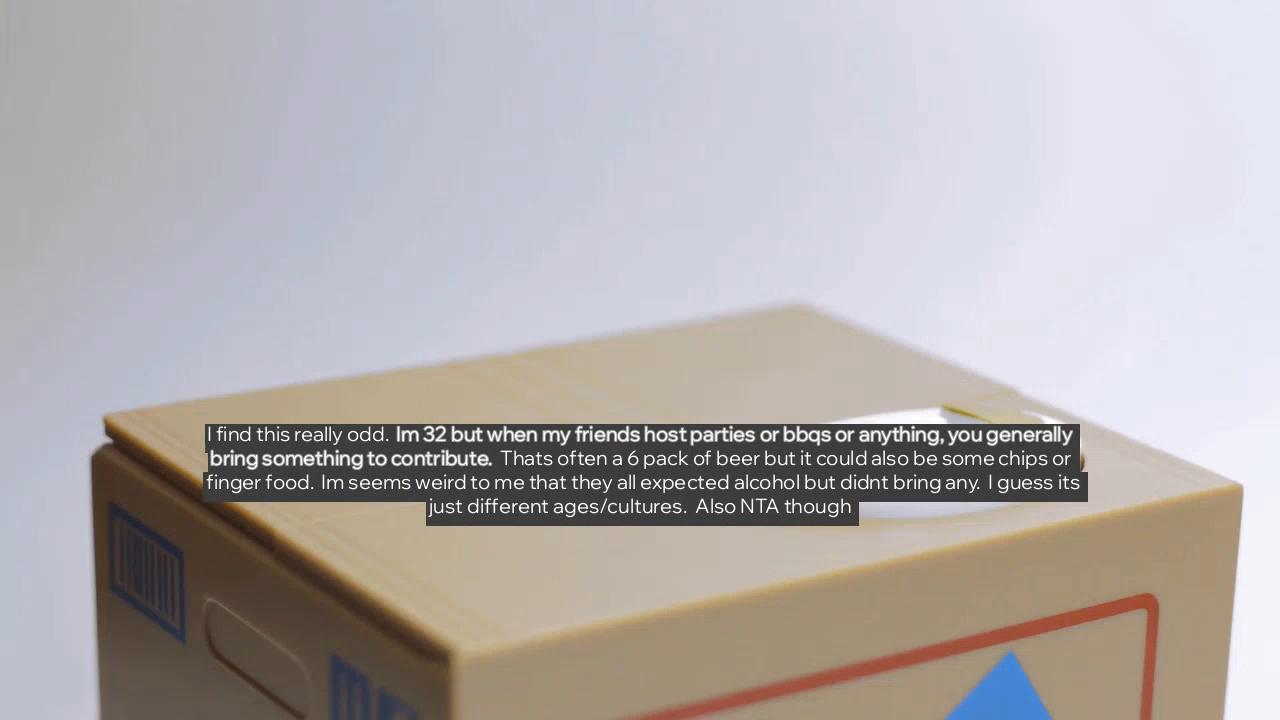 I find this really odd. Im 32 but when my friends host parties or bbqs or anything, you generally
bring something to contribute. Thats often a 6 pack of beer but it could also be some chips or
finger food. Im seems weird to me that they all expected alcohol but didnt bring any. I guess its
just different ages/cultures. Also NTA though